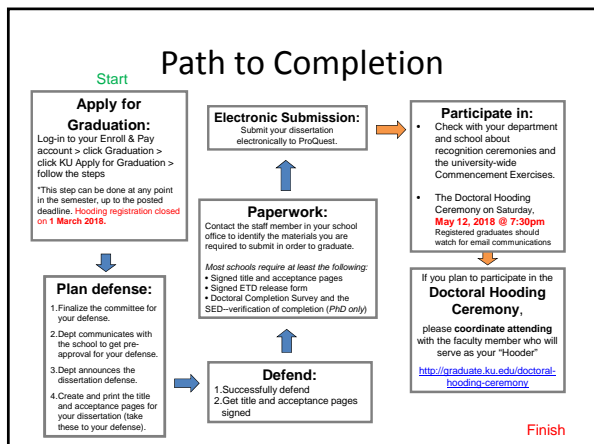 Path to Completion
Start
Apply for
Graduation:
Log-in to your Enroll & Pay
account > click Graduation >
click KU Apply for Graduation >
follow the steps
*This step can be done at any point
in the semester, up to the posted
deadline. Hooding registration closed
on 1 March 2018.
Plan defense:
1.Finalize the committee for
your defense.
2.Dept communicates with
the school to get pre-
approval for your defense.
3.Dept announces the
dissertation defense.
4.Create and print the title
and acceptance pages for
your dissertation (take
these to your defense).
Defend:
1.Successfully defend
2.Get title and acceptance pages
signed
Paperwork:
Contact the staff member in your school
office to identify the materials you are
required to submit in order to graduate.
Most schools require at least the following:
• Signed title and acceptance pages
• Signed ETD release form
• Doctoral Completion Survey and the
SED--verification of completion (PhD only)
Electronic Submission:
Submit your dissertation
electronically to ProQuest.
Participate in:
• Check with your department
and school about
recognition ceremonies and
the university-wide
Commencement Exercises.
• The Doctoral Hooding
Ceremony on Saturday,
May 12, 2018 @ 7:30pm
Registered graduates should
watch for email communications
If you plan to participate in the
Doctoral Hooding
Ceremony,
please coordinate attending
with the faculty member who will
serve as your “Hooder”
http://graduate.ku.edu/doctoral-
hooding-ceremony
Finish